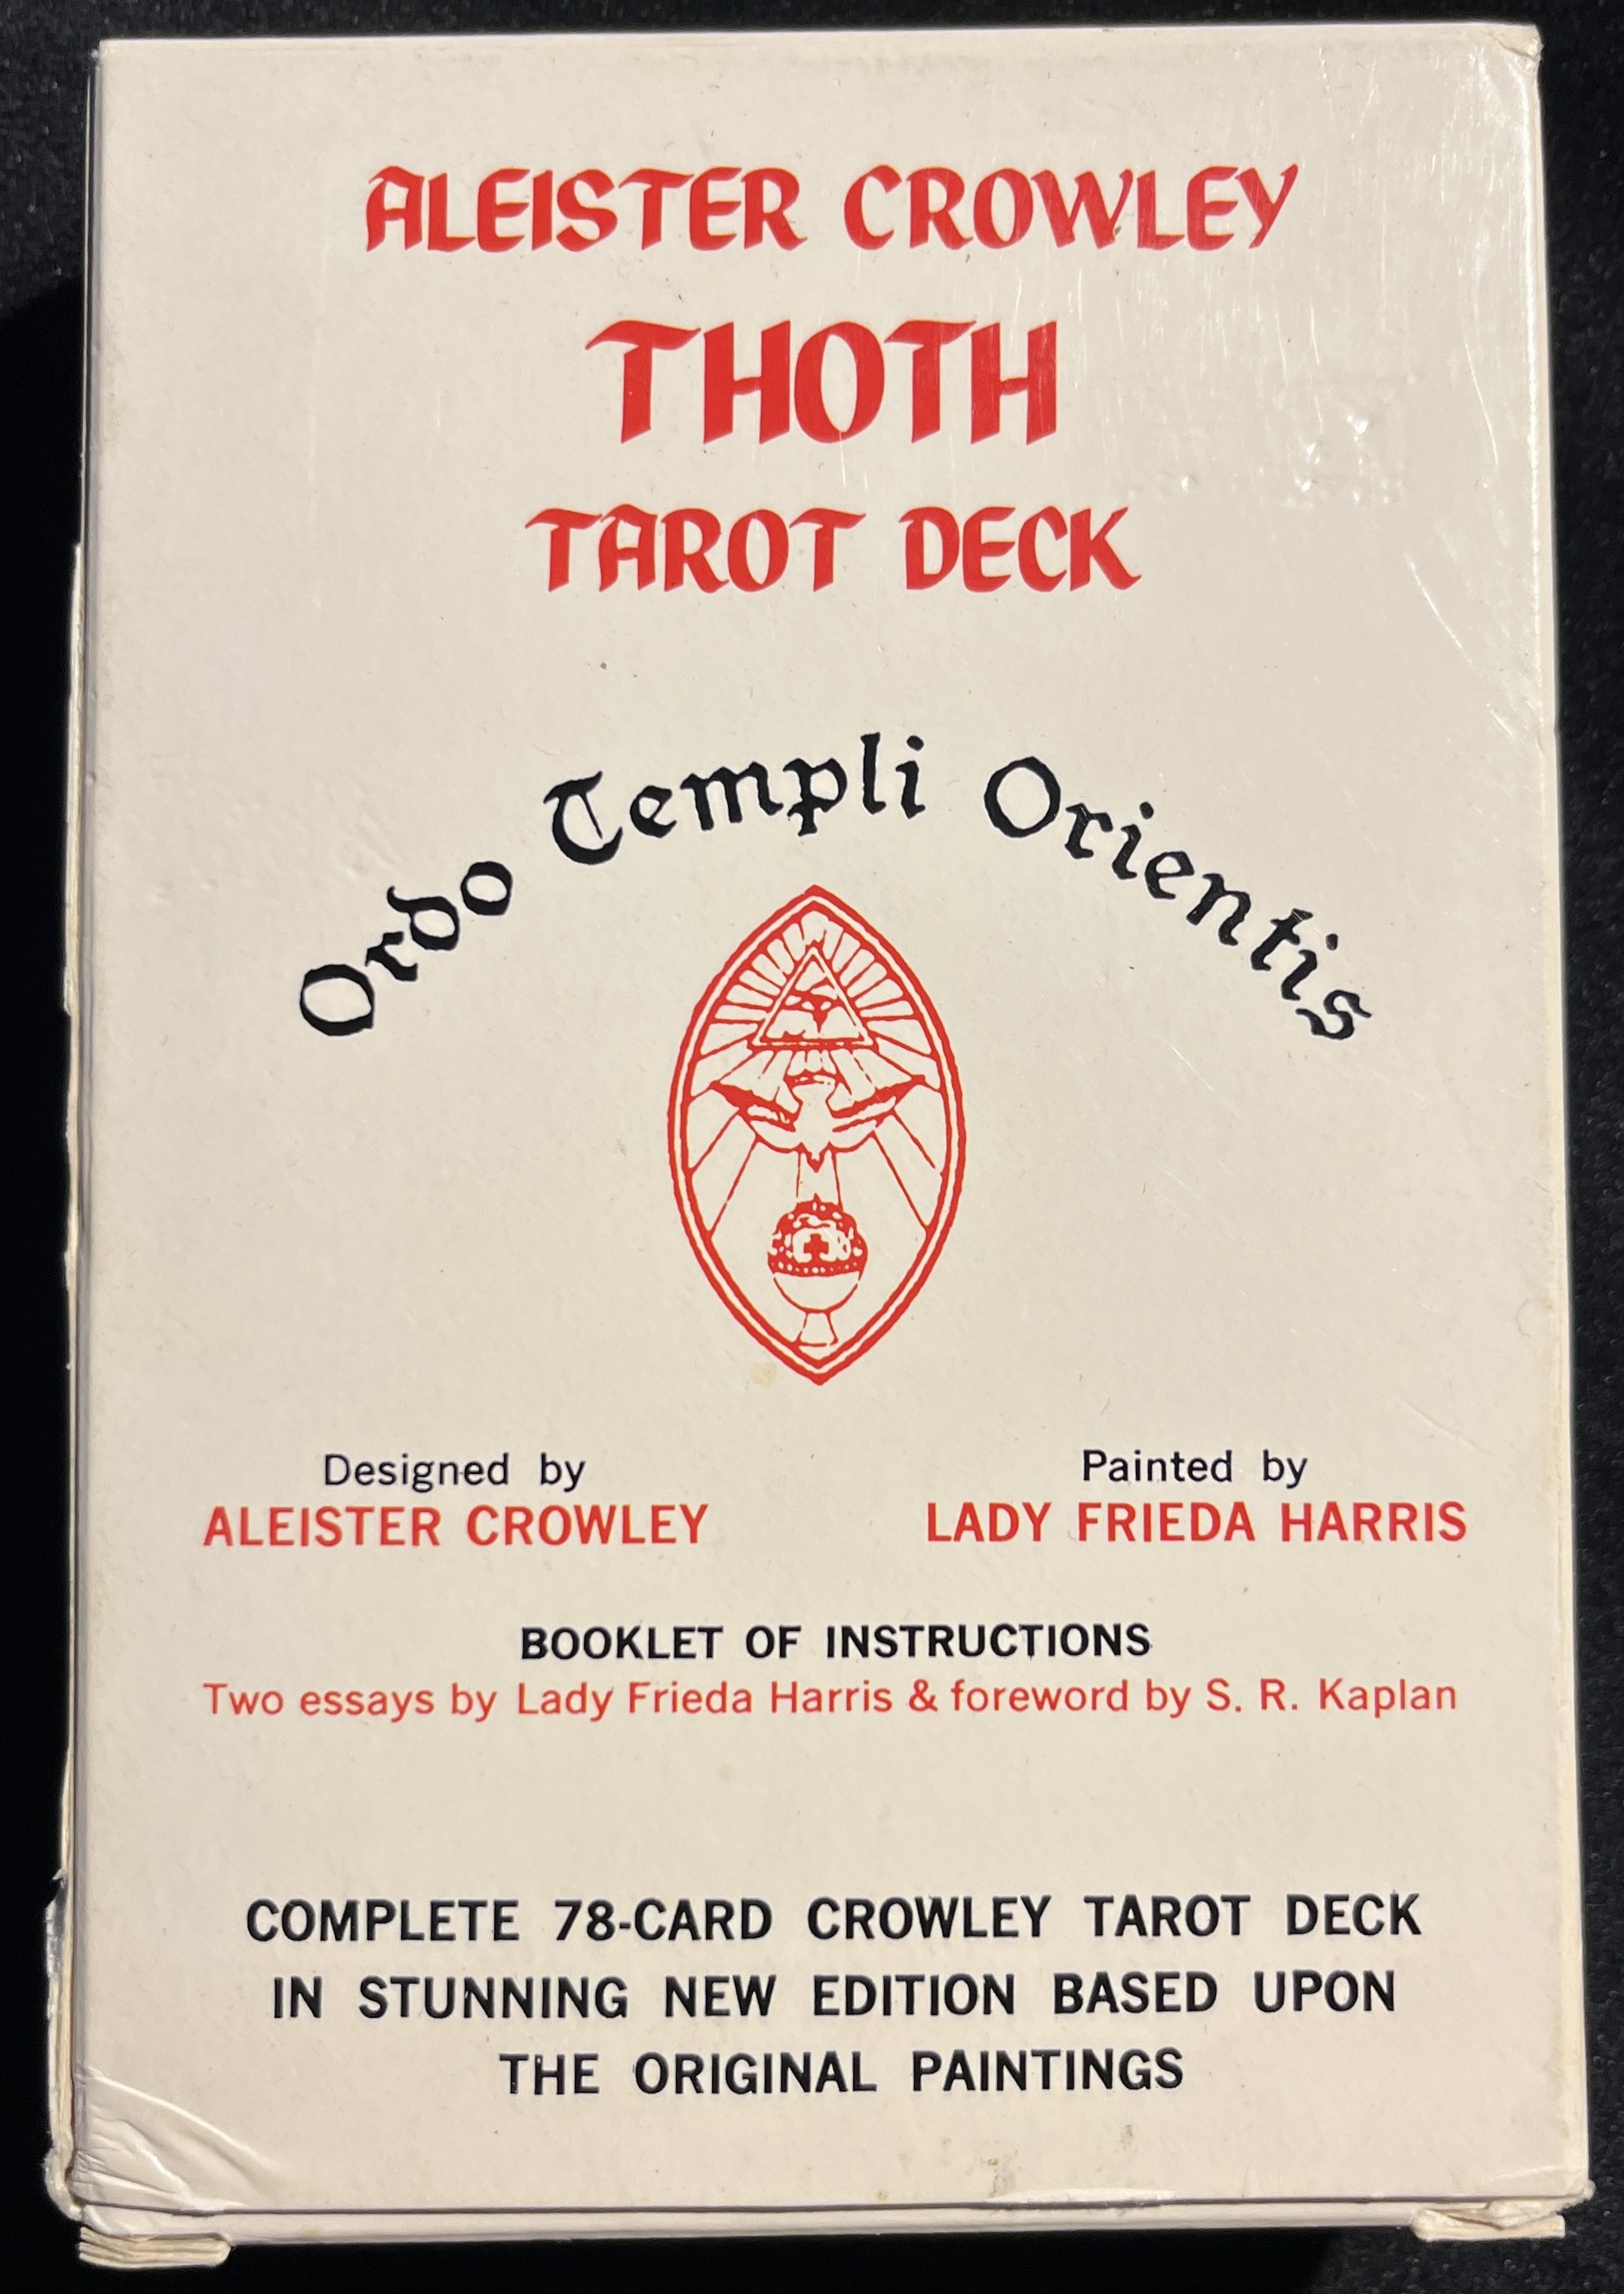 ALEISTER CROWLEY
THOTH
TAROT DECK
Ordo Templi Orientis
Designed by
ALEISTER CROWLEY
Painted by
LADY FRIEDA HARRIS
BOOKLET OF INSTRUCTIONS
Two essays by Lady Frieda Harris & foreword by S. R. Kaplan
COMPLETE 78-CARD CROWLEY TAROT DECK
IN STUNNING NEW EDITION BASED UPON
THE ORIGINAL PAINTINGS